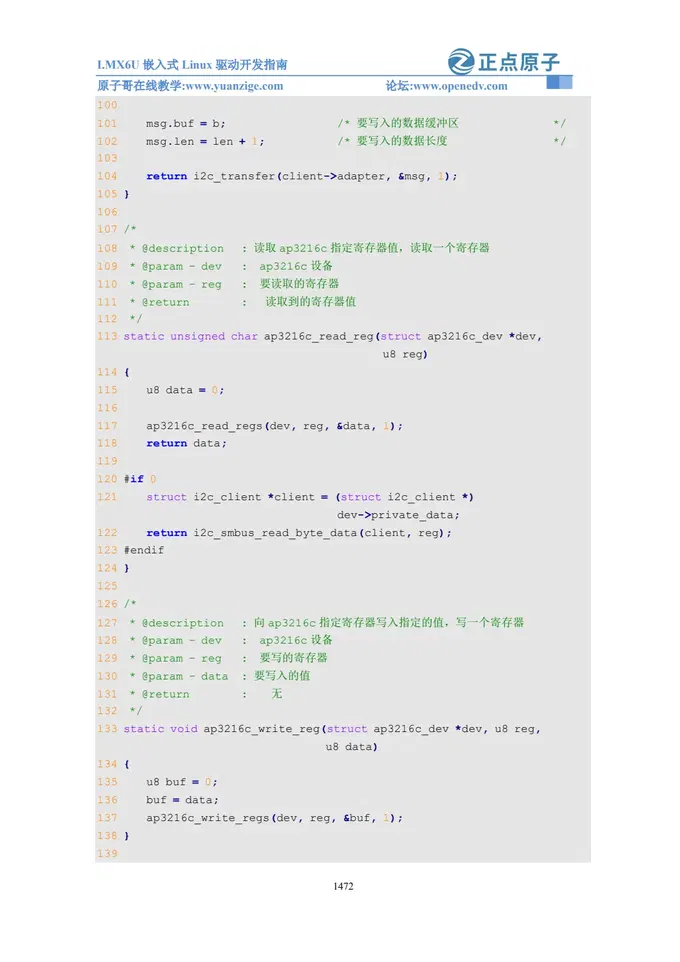 I.MX6U 嵌入式 Linux 驱动开发指南
正点原子
原子哥在线教学:www.yuanzige.com 论坛:www.openedv.com
100
101 msg.buf = b; /* 要写入的数据缓冲区 */
102 msg.len = len + 1; /* 要写入的数据长度 */
103
104 return i2c_transfer(client->adapter, &msg, 1);
105 }
106
107 /*
108 * @description : 读取 ap3216c 指定寄存器值，读取一个寄存器
109 * @param - dev : ap3216c 设备
110 * @param - reg : 要读取的寄存器
111 * @return : 读取到的寄存器值
112 */
113 static unsigned char ap3216c_read_reg(struct ap3216c_dev *dev,
u8 reg)
114 {
115 u8 data = 0;
116
117 ap3216c_read_regs(dev, reg, &data, 1);
118 return data;
119
120 #if 0
121 struct i2c_client *client = (struct i2c_client *)
dev->private_data;
122 return i2c_smbus_read_byte_data(client, reg);
123 #endif
124 }
125
126 /*
127 * @description : 向 ap3216c 指定寄存器写入指定的值，写一个寄存器
128 * @param - dev : ap3216c 设备
129 * @param - reg : 要写的寄存器
130 * @param - data : 要写入的值
131 * @return : 无
132 */
133 static void ap3216c_write_reg(struct ap3216c_dev *dev, u8 reg,
u8 data)
134 {
135 u8 buf = 0;
136 buf = data;
137 ap3216c_write_regs(dev, reg, &buf, 1);
138 }
139
1472